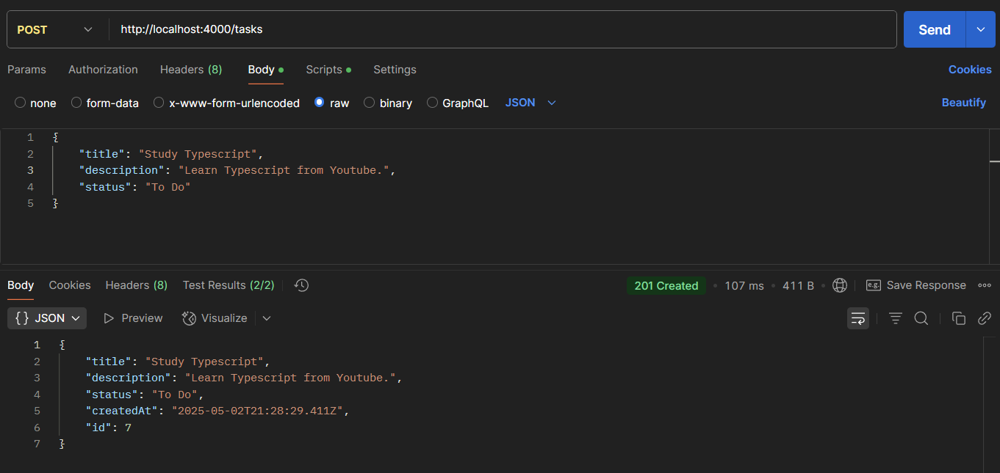 POST http://localhost:4000/tasks Send
Params Authorization Headers (8) Body Scripts Settings Cookies
none form-data x-www-form-urlencoded raw binary GraphQL JSON Beautify
1 {
2 "title": "Study Typescript",
3 "description": "Learn Typescript from Youtube.",
4 "status": "To Do"
5 }
Body Cookies Headers (8) Test Results (2/2) 201 Created • 107 ms • 411 B • e.g. Save Response
{} JSON Preview Visualize
1 {
2 "title": "Study Typescript",
3 "description": "Learn Typescript from Youtube.",
4 "status": "To Do",
5 "createdAt": "2025-05-02T21:28:29.411Z",
6 "id": 7
7 }